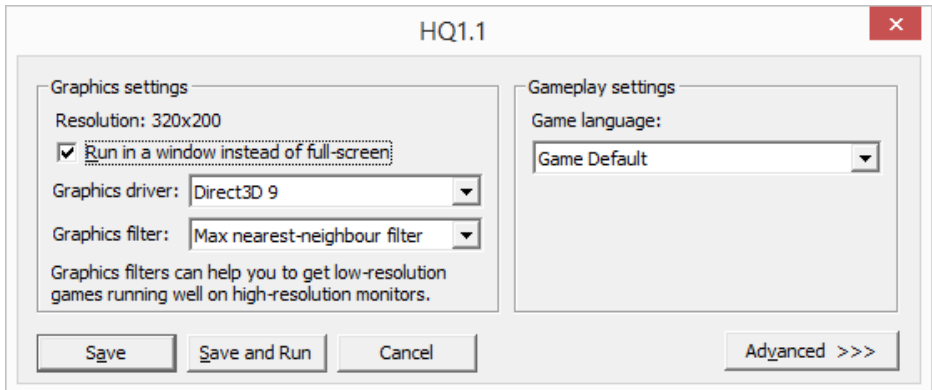 HQ1.1
Graphics settings
Resolution: 320x200
Run in a window instead of full-screen
Graphics driver: Direct3D 9
Graphics filter: Max nearest-neighbour filter
Graphics filters can help you to get low-resolution
games running well on high-resolution monitors.
Gameplay settings
Game language:
Game Default
Save
Save and Run
Cancel
Advanced >>>